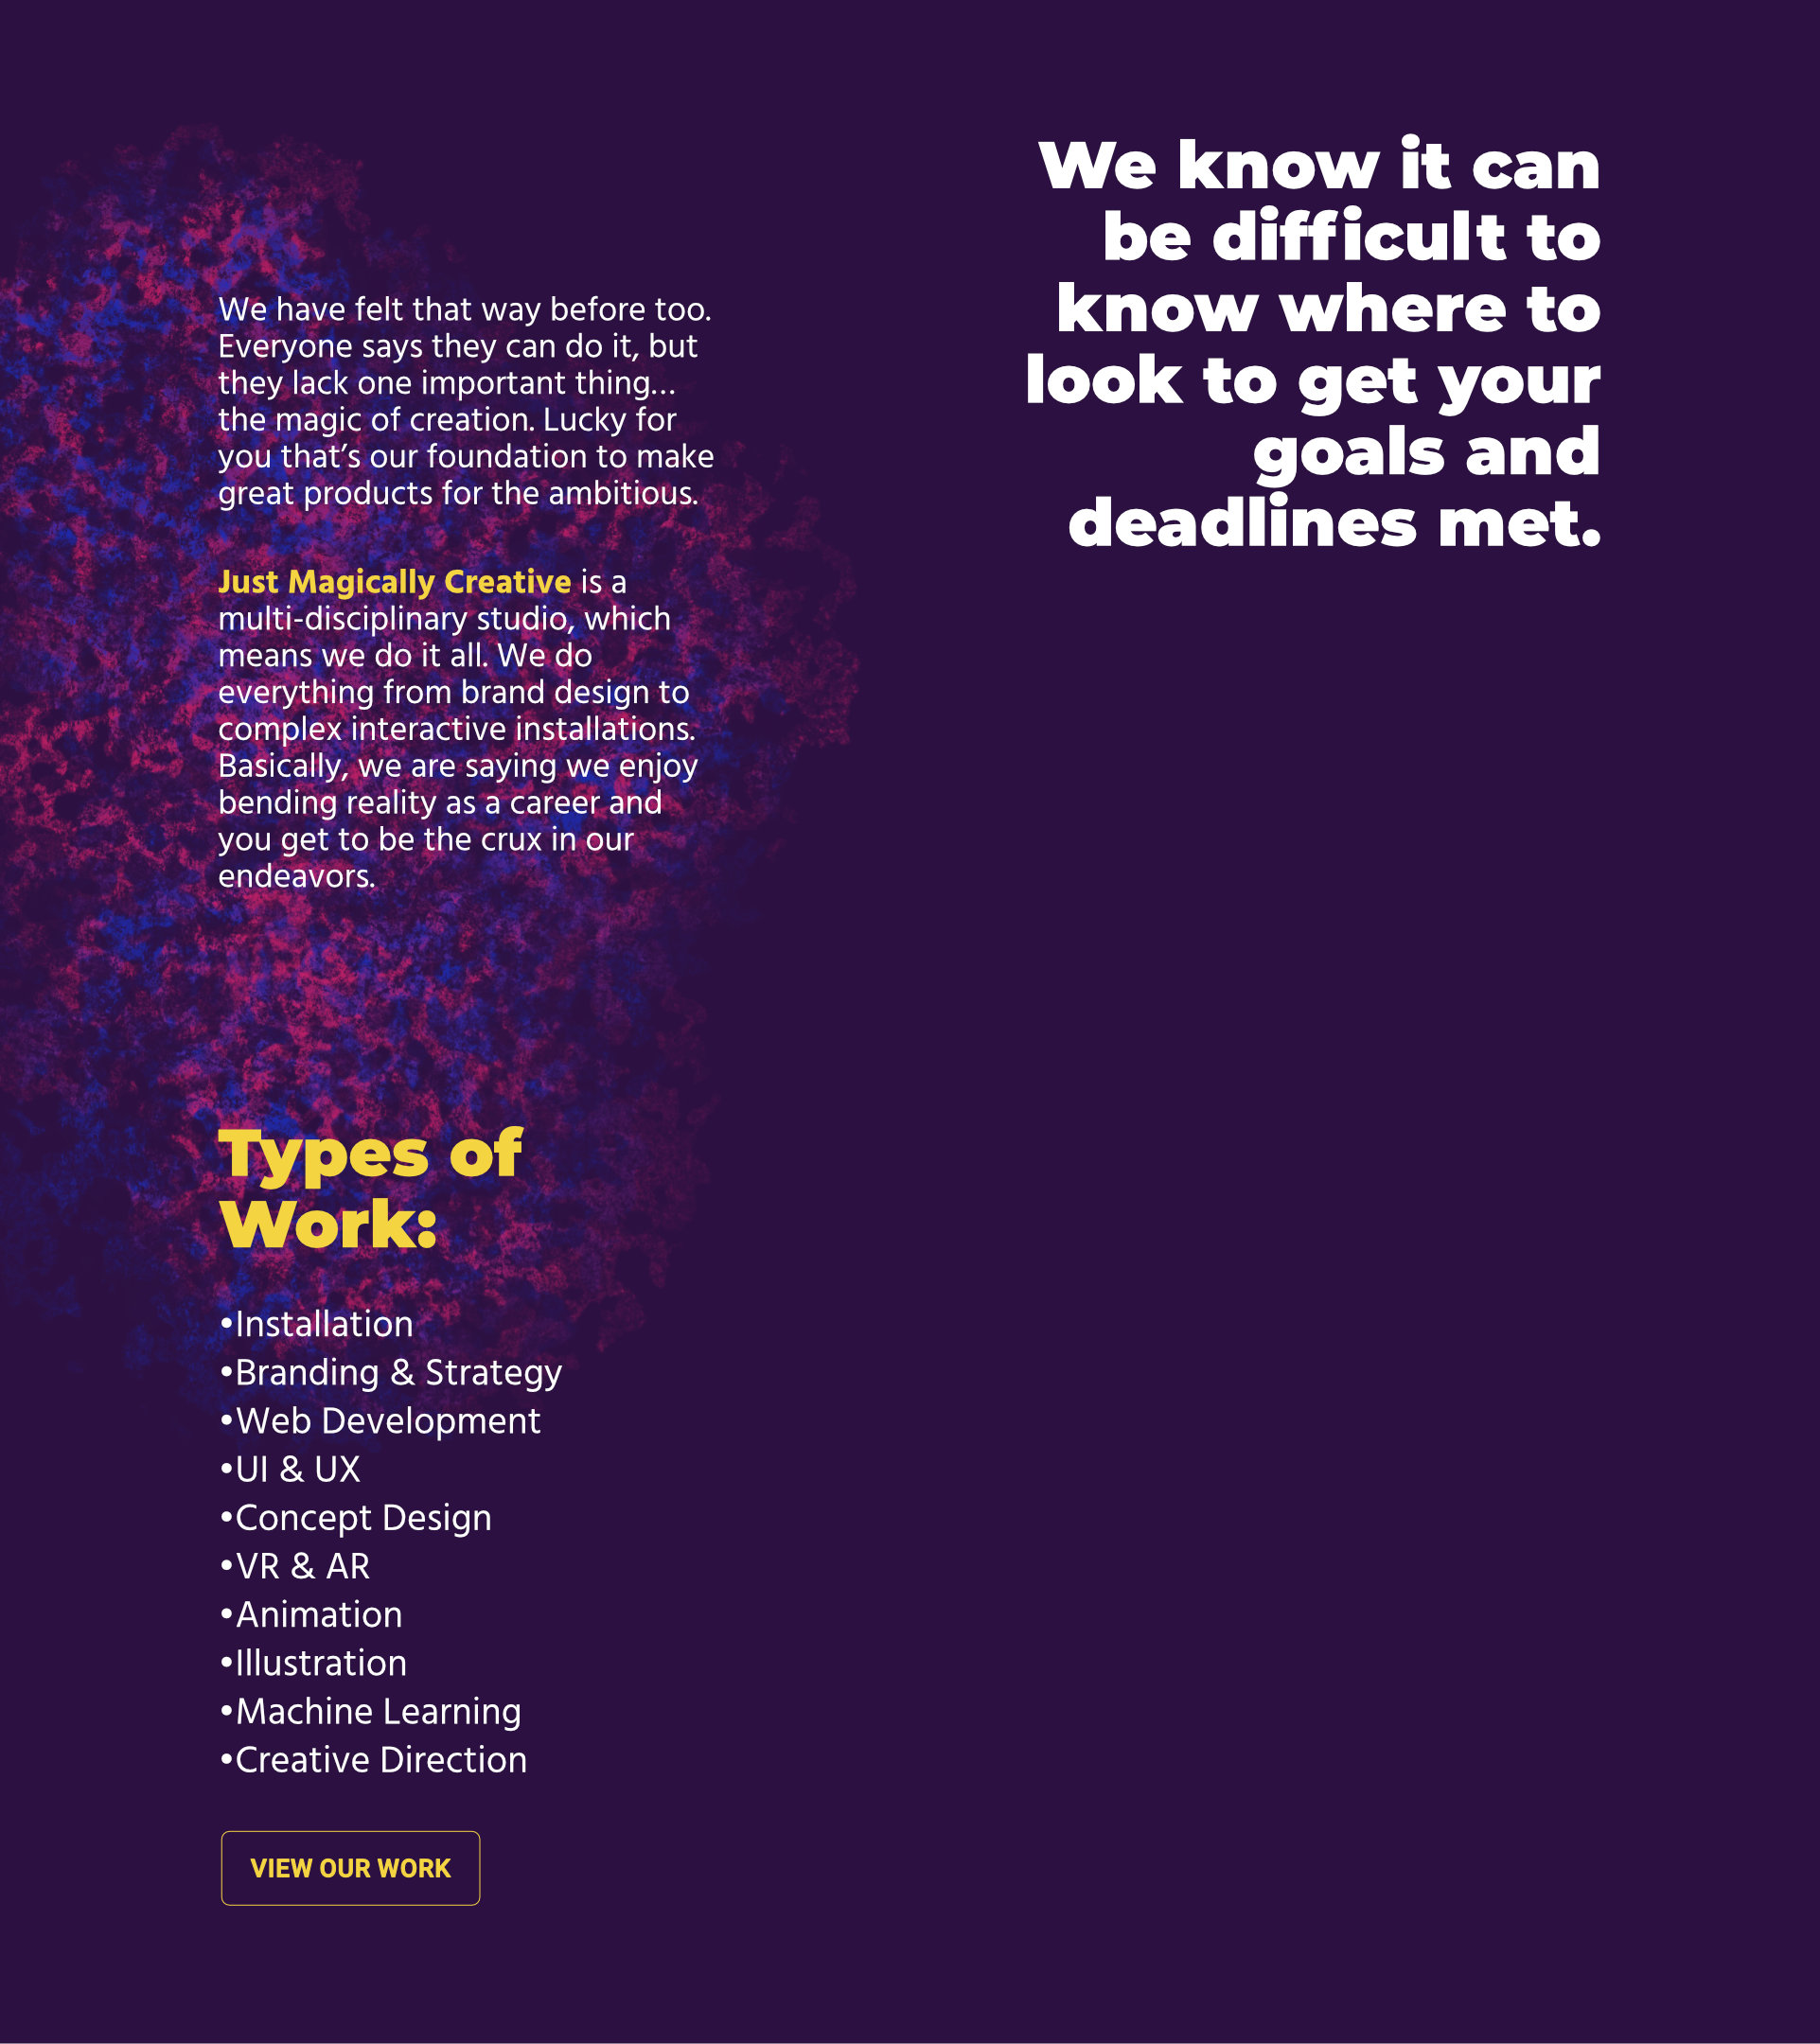 We know it can
be difficult to
know where to
look to get your
goals and
deadlines met.
We have felt that way before too.
Everyone says they can do it, but
they lack one important thing…
the magic of creation. Lucky for
you that’s our foundation to make
great products for the ambitious.
Just Magically Creative is a
multi-disciplinary studio, which
means we do it all. We do
everything from brand design to
complex interactive installations.
Basically, we are saying we enjoy
bending reality as a career and
you get to be the crux in our
endeavors.
Types of
Work:
•Installation
•Branding & Strategy
•Web Development
•UI & UX
•Concept Design
•VR & AR
•Animation
•Illustration
•Machine Learning
•Creative Direction
VIEW OUR WORK